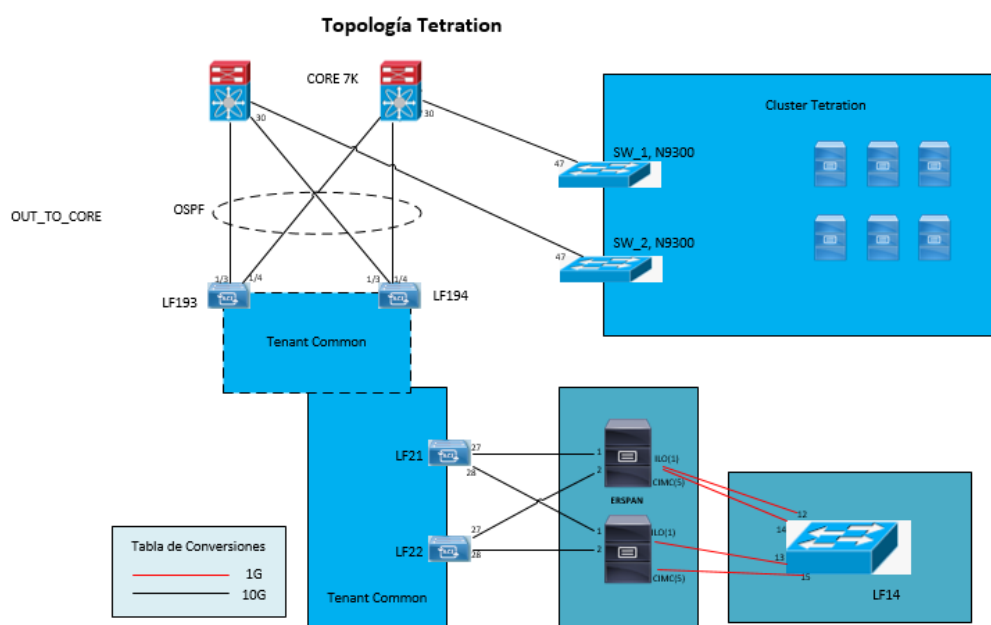 Topología Tetration
CORE 7K
30
30
Cluster Tetration
SW_1, N9300
47
SW_2, N9300
47
OUT_TO_CORE
OSPF
1/3
1/4
1/3
1/4
LF193
LF194
Tenant Common
LF21
27
28
LF22
27
28
Tenant Common
1
2
ILO(1)
CIMC(5)
ERSPAN
1
2
ILO(1)
CIMC(5)
12
14
13
15
LF14
Tabla de Conversiones
1G
10G